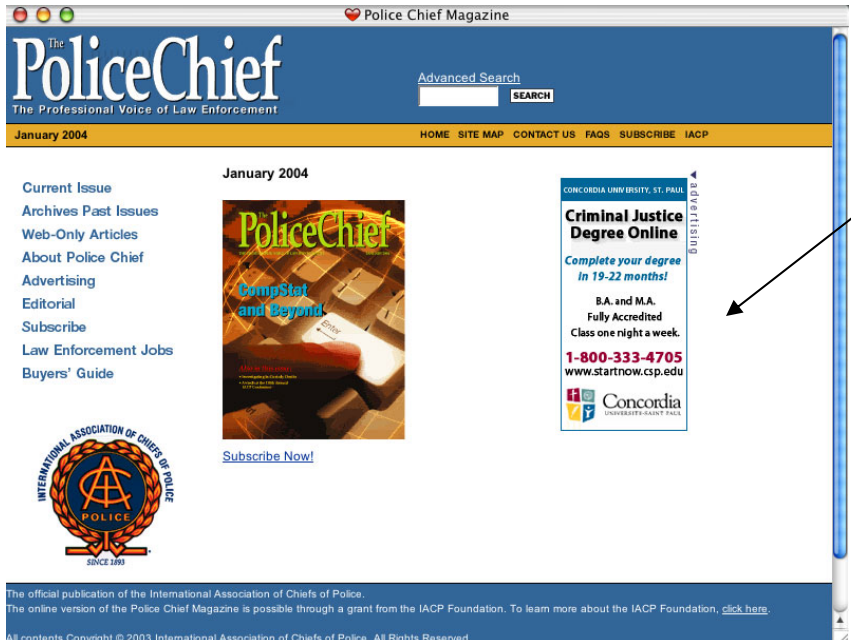 Police Chief Magazine
The
PoliceChief
The Professional Voice of Law Enforcement
Advanced Search
SEARCH
January 2004
HOME SITE MAP CONTACT US FAQS SUBSCRIBE IACP
Current Issue
Archives Past Issues
Web-Only Articles
About Police Chief
Advertising
Editorial
Subscribe
Law Enforcement Jobs
Buyers' Guide
INTERNATIONAL ASSOCIATION OF CHIEFS OF POLICE
POLICE
SINCE 1893
January 2004
The
PoliceChief
CompStat
and Beyond
Enter
Subscribe Now!
advertising
CONCORDIA UNIVERSITY, ST. PAUL
Criminal Justice
Degree Online
Complete your degree
in 19-22 months!
B.A. and M.A.
Fully Accredited
Class one night a week.
1-800-333-4705
www.startnow.csp.edu
Concordia
UNIVERSITY-SAINT PAUL
The official publication of the International Association of Chiefs of Police.
The online version of the Police Chief Magazine is possible through a grant from the IACP Foundation. To learn more about the IACP Foundation, click here.
All contents Copyright © 2003 International Association of Chiefs of Police. All Rights Reserved.